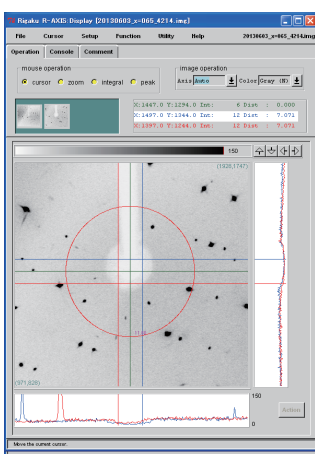 Rigaku R-AXIS Display [20130603_x=065_4214.img]
File Cursor Setup Function Utility Help 20130603_x=065_4214.img
Operation Console Comment
mouse operation
cursor zoom integral peak
image operation
Axis Auto Color Gray (N)
X:1447.0 Y:1294.0 Int: 6 Dist : 0.000
X:1497.0 Y:1344.0 Int: 12 Dist : 7.071
X:1397.0 Y:1244.0 Int: 12 Dist : 7.071
150
(1926,1747)
11.98
(971,828)
150
0
Action
Move the current cursor.